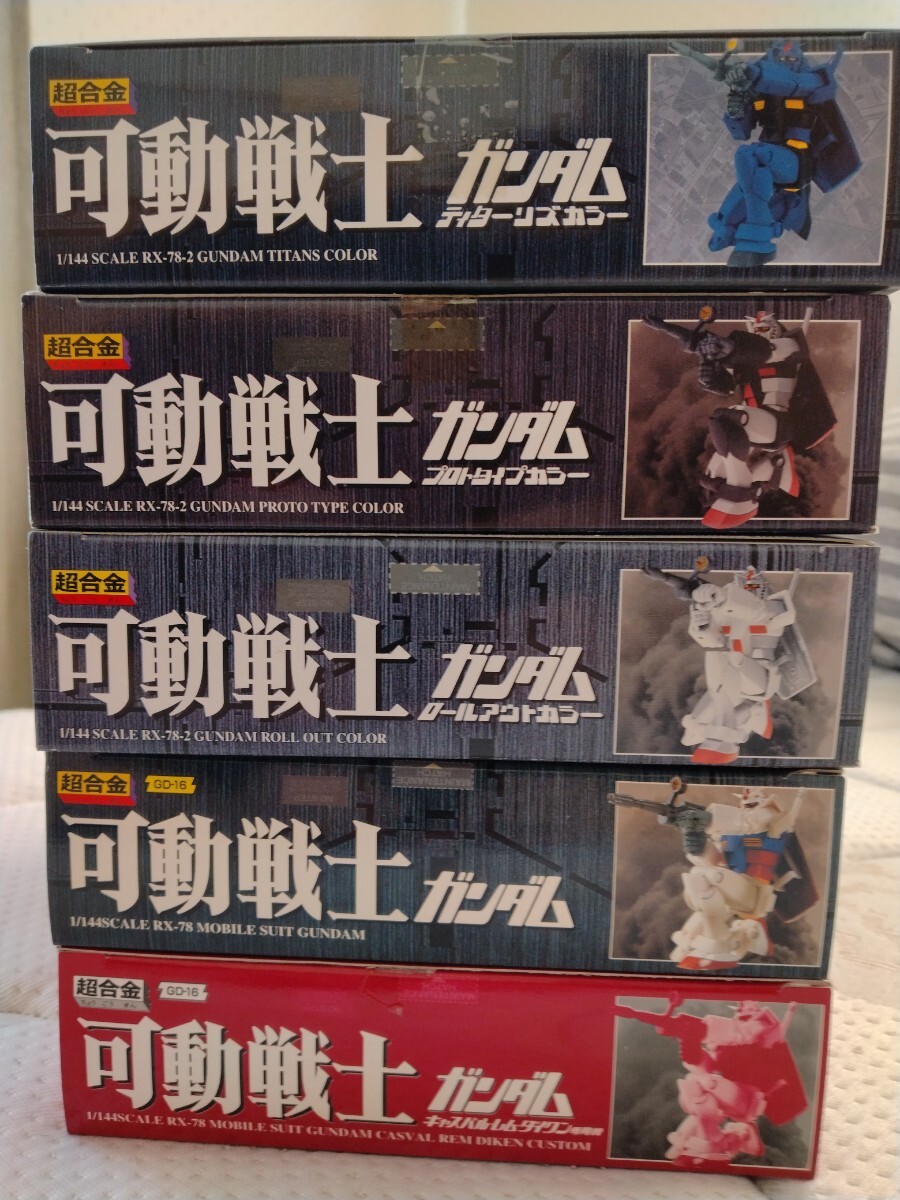 超合金
可動戦士 ガンダム
ティターンズカラー
1/144 SCALE RX-78-2 GUNDAM TITANS COLOR
超合金
可動戦士 ガンダム
プロトタイプカラー
1/144 SCALE RX-78-2 GUNDAM PROTO TYPE COLOR
超合金
可動戦士 ガンダム
ロールアウトカラー
1/144 SCALE RX-78-2 GUNDAM ROLL OUT COLOR
超合金 GD-16
可動戦士 ガンダム
1/144SCALE RX-78 MOBILE SUIT GUNDAM
超合金 GD-16
ちょう ごう きん
可動戦士 ガンダム
キャスバル・レム・ダイクン専用機
1/144SCALE RX-78 MOBILE SUIT GUNDAM CASVAL REM DIKEN CUSTOM